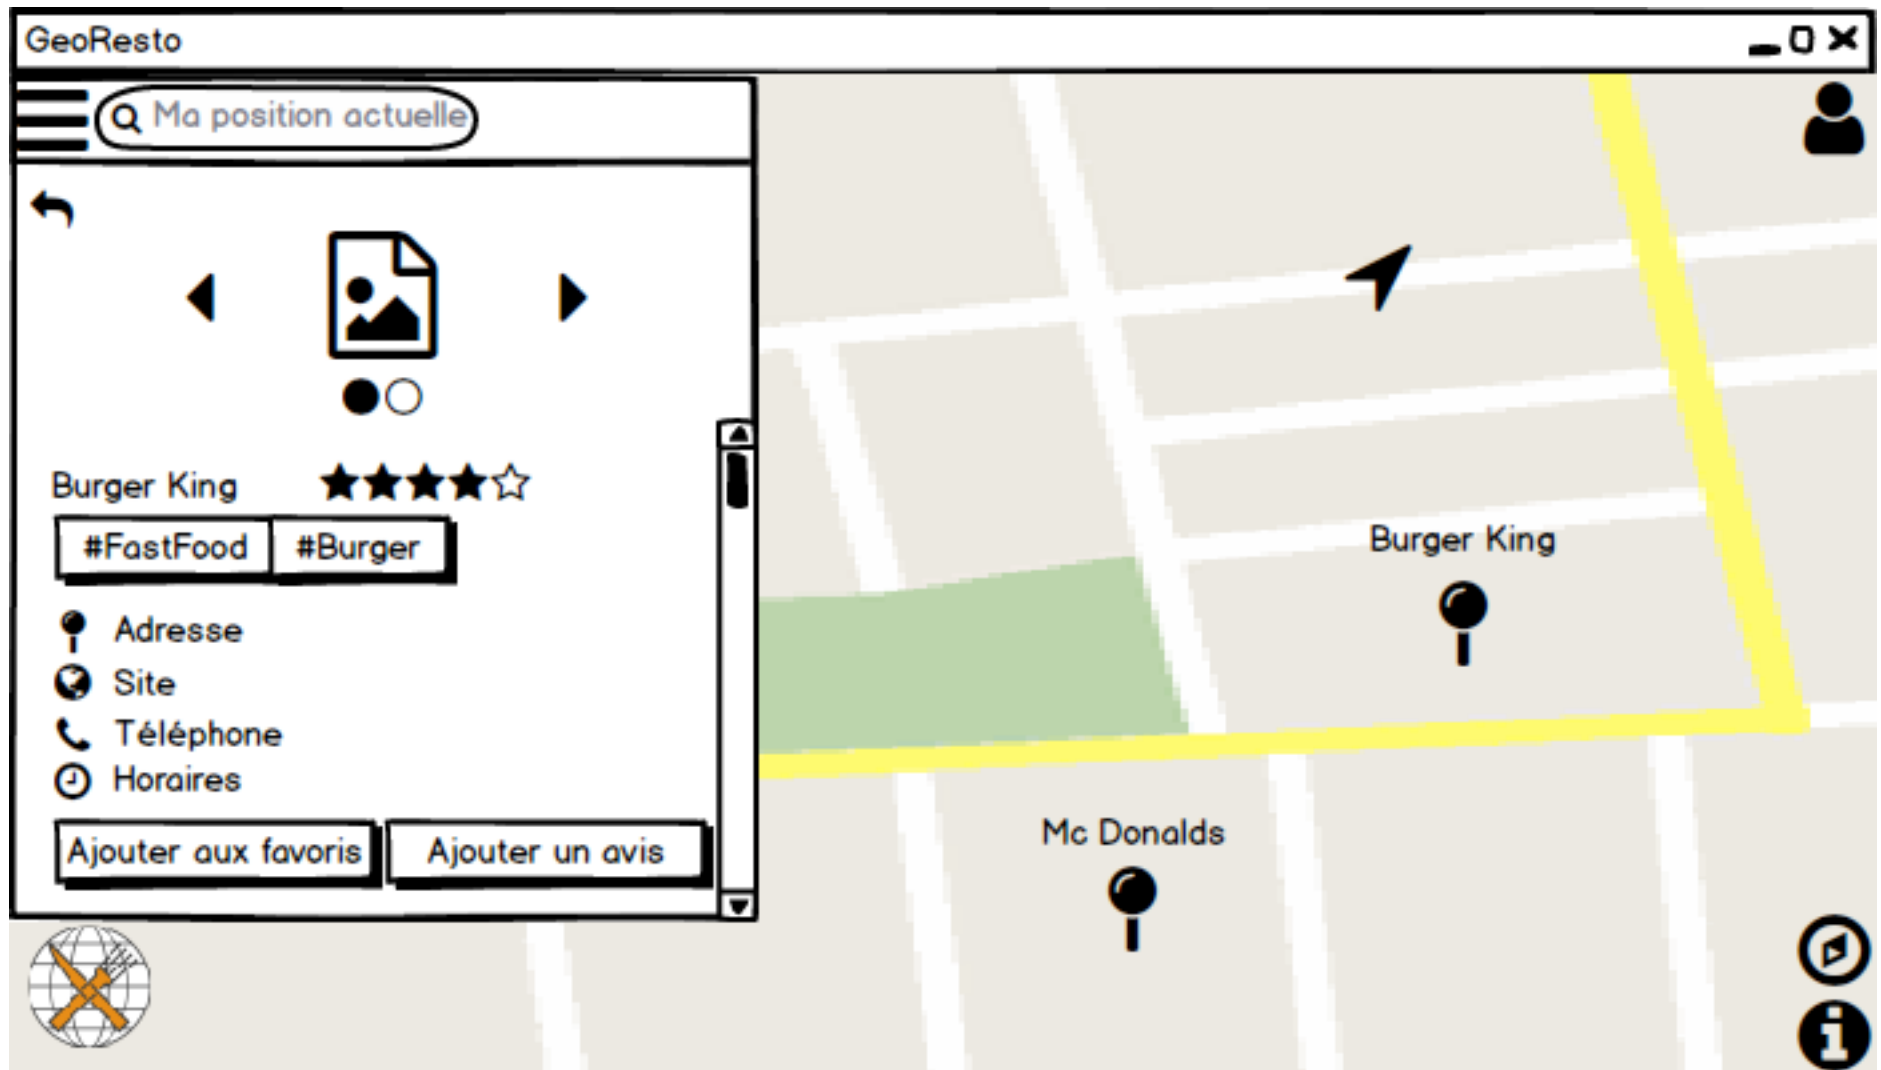 GeoResto
Ma position actuelle
Burger King
#FastFood #Burger
Adresse
Site
Téléphone
Horaires
Ajouter aux favoris Ajouter un avis
Burger King
Mc Donalds